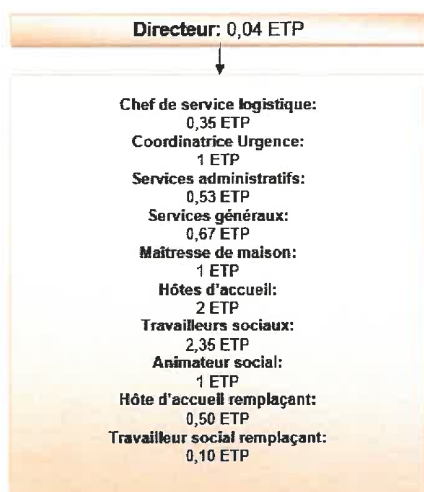 Directeur: 0,04 ETP
Chef de service logistique:
0,35 ETP
Coordinatrice Urgence:
1 ETP
Services administratifs:
0,53 ETP
Services généraux:
0,67 ETP
Maîtresse de maison:
1 ETP
Hôtes d'accueil:
2 ETP
Travailleurs sociaux:
2,35 ETP
Animateur social:
1 ETP
Hôte d'accueil remplaçant:
0,50 ETP
Travailleur social remplaçant:
0,10 ETP